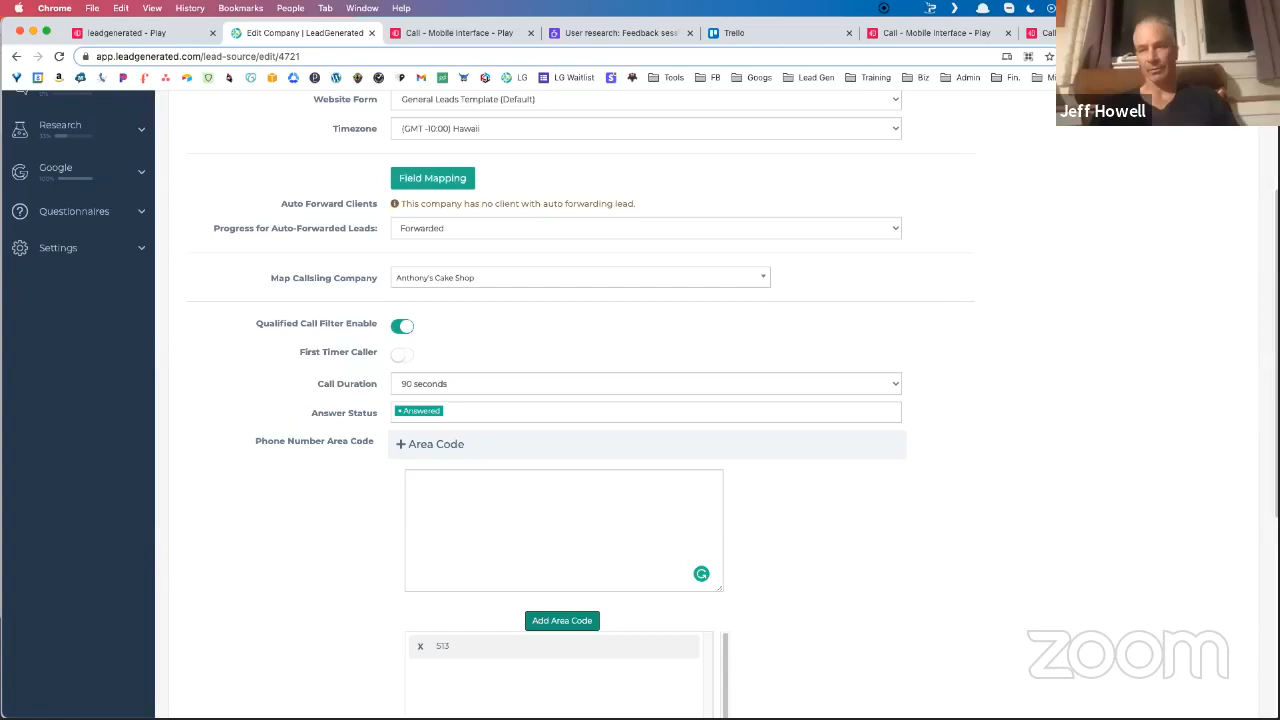 Chrome File Edit View History Bookmarks People Tab Window Help
leadgenerated - Play × Edit Company | LeadGenerated × Call - Mobile Interface - Play × User research: Feedback sess × Trello × Call - Mobile Interface - Play ×
app.leadgenerated.com/lead-source/edit/4721
LG LG Waitlist Tools FB Googs Lead Gen Training Biz Admin Fin.
Jeff Howell
0%
Website Form General Leads Template (Default)
Research
33%
Timezone (GMT -10:00) Hawaii
Google
100%
Field Mapping
Auto Forward Clients This company has no client with auto forwarding lead.
Questionnaires
Progress for Auto-Forwarded Leads: Forwarded
Settings
Map Callsling Company Anthony's Cake Shop
Qualified Call Filter Enable
First Timer Caller
Call Duration 90 seconds
Answer Status × Answered
Phone Number Area Code + Area Code
Add Area Code
X 513
zoom